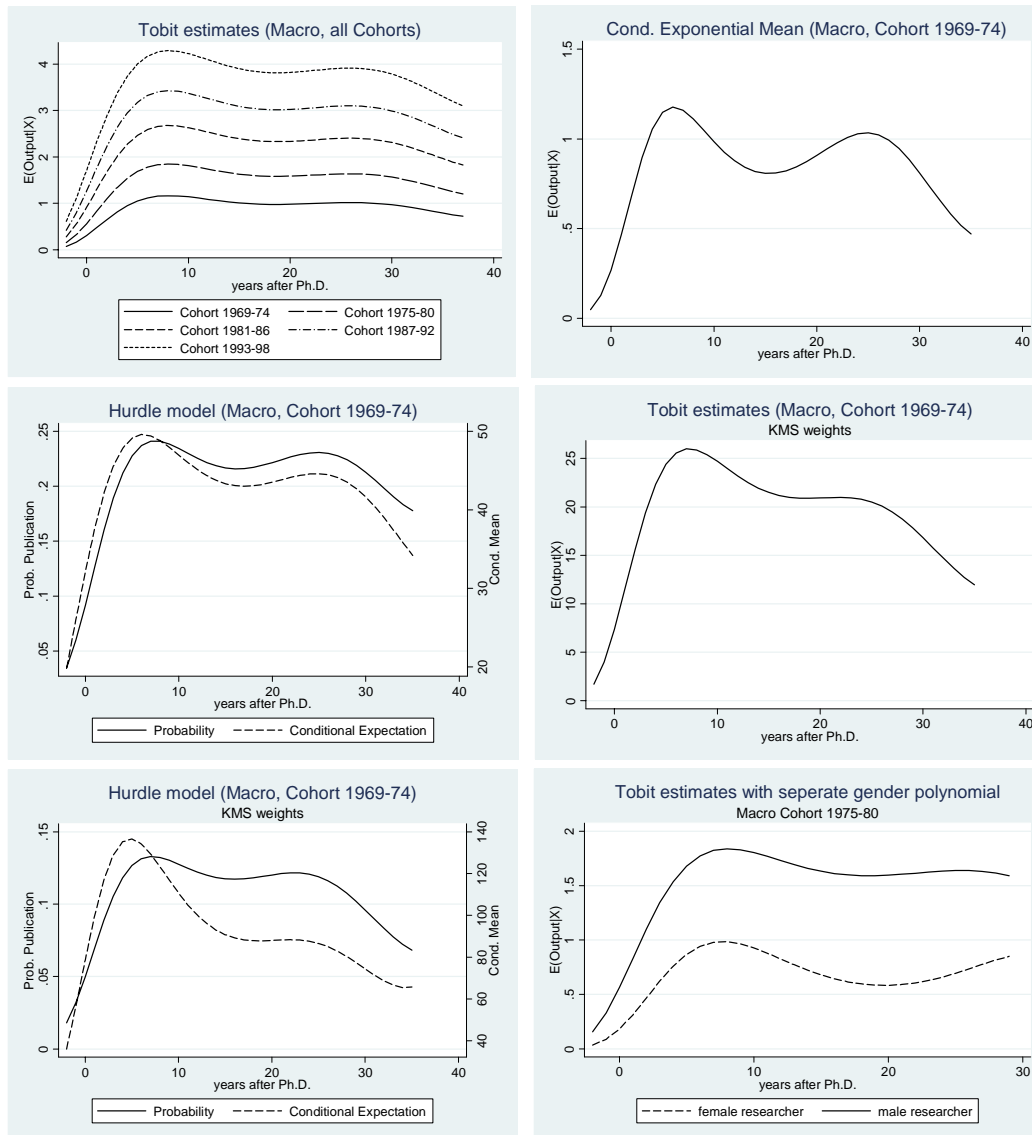 Tobit estimates (Macro, all Cohorts)
E(Output|X)
0 1 2 3 4
0 10 20 30 40
years after Ph.D.
Cohort 1969-74 Cohort 1975-80
Cohort 1981-86 Cohort 1987-92
Cohort 1993-98
Cond. Exponential Mean (Macro, Cohort 1969-74)
E(Output|X)
0 .5 1 1.5
0 10 20 30 40
years after Ph.D.
Hurdle model (Macro, Cohort 1969-74)
Prob. Publication
.05 .1 .15 .2 .25
20 30 40 50
Cond. Mean
0 10 20 30 40
years after Ph.D.
Probability Conditional Expectation
Tobit estimates (Macro, Cohort 1969-74)
KMS weights
E(Output|X)
0 5 10 15 20 25
0 10 20 30 40
years after Ph.D.
Hurdle model (Macro, Cohort 1969-74)
KMS weights
Prob. Publication
0 .05 .1 .15
40 60 80 100 120 140
Cond. Mean
0 10 20 30 40
years after Ph.D.
Probability Conditional Expectation
Tobit estimates with seperate gender polynomial
Macro Cohort 1975-80
E(Output|X)
0 .5 1 1.5 2
0 10 20 30
years after Ph.D.
female researcher male researcher